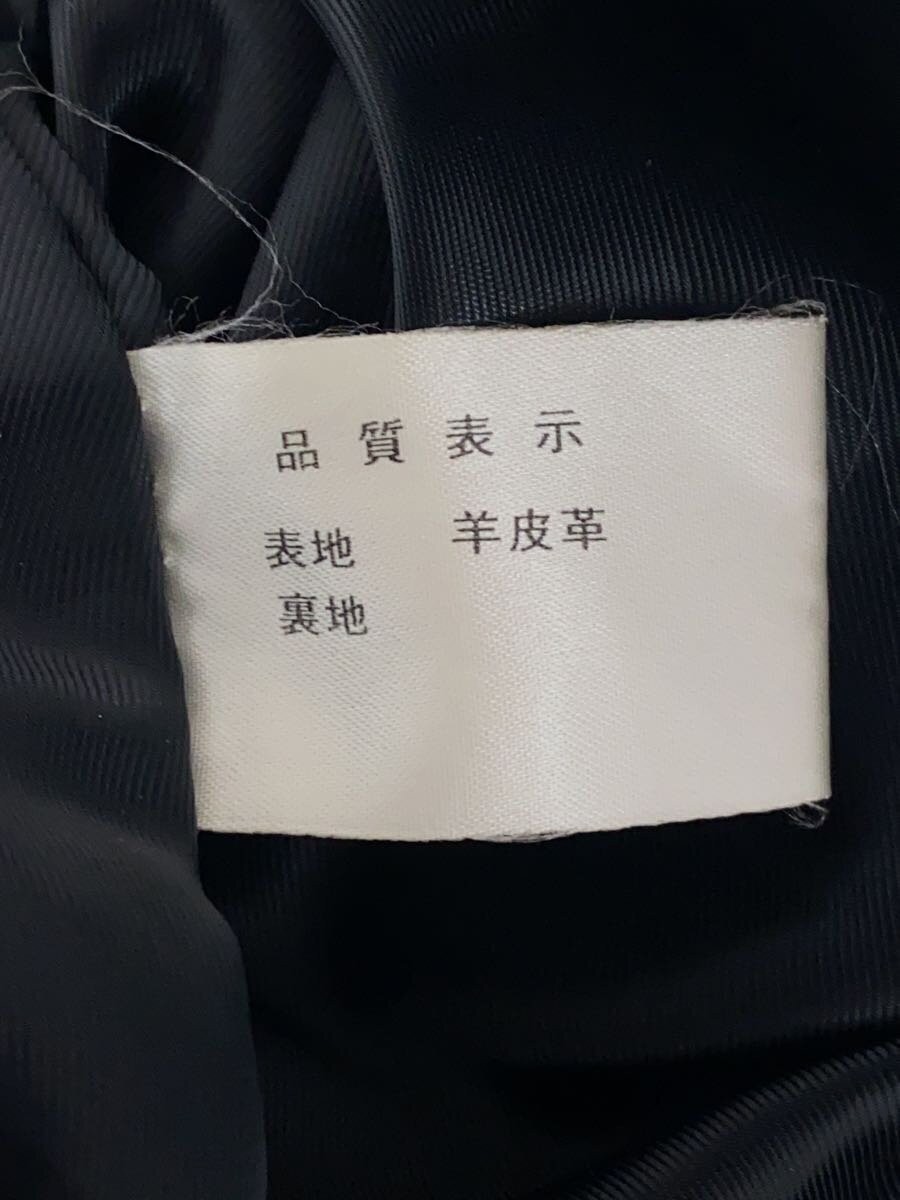 品質表示
表地 羊皮革
裏地